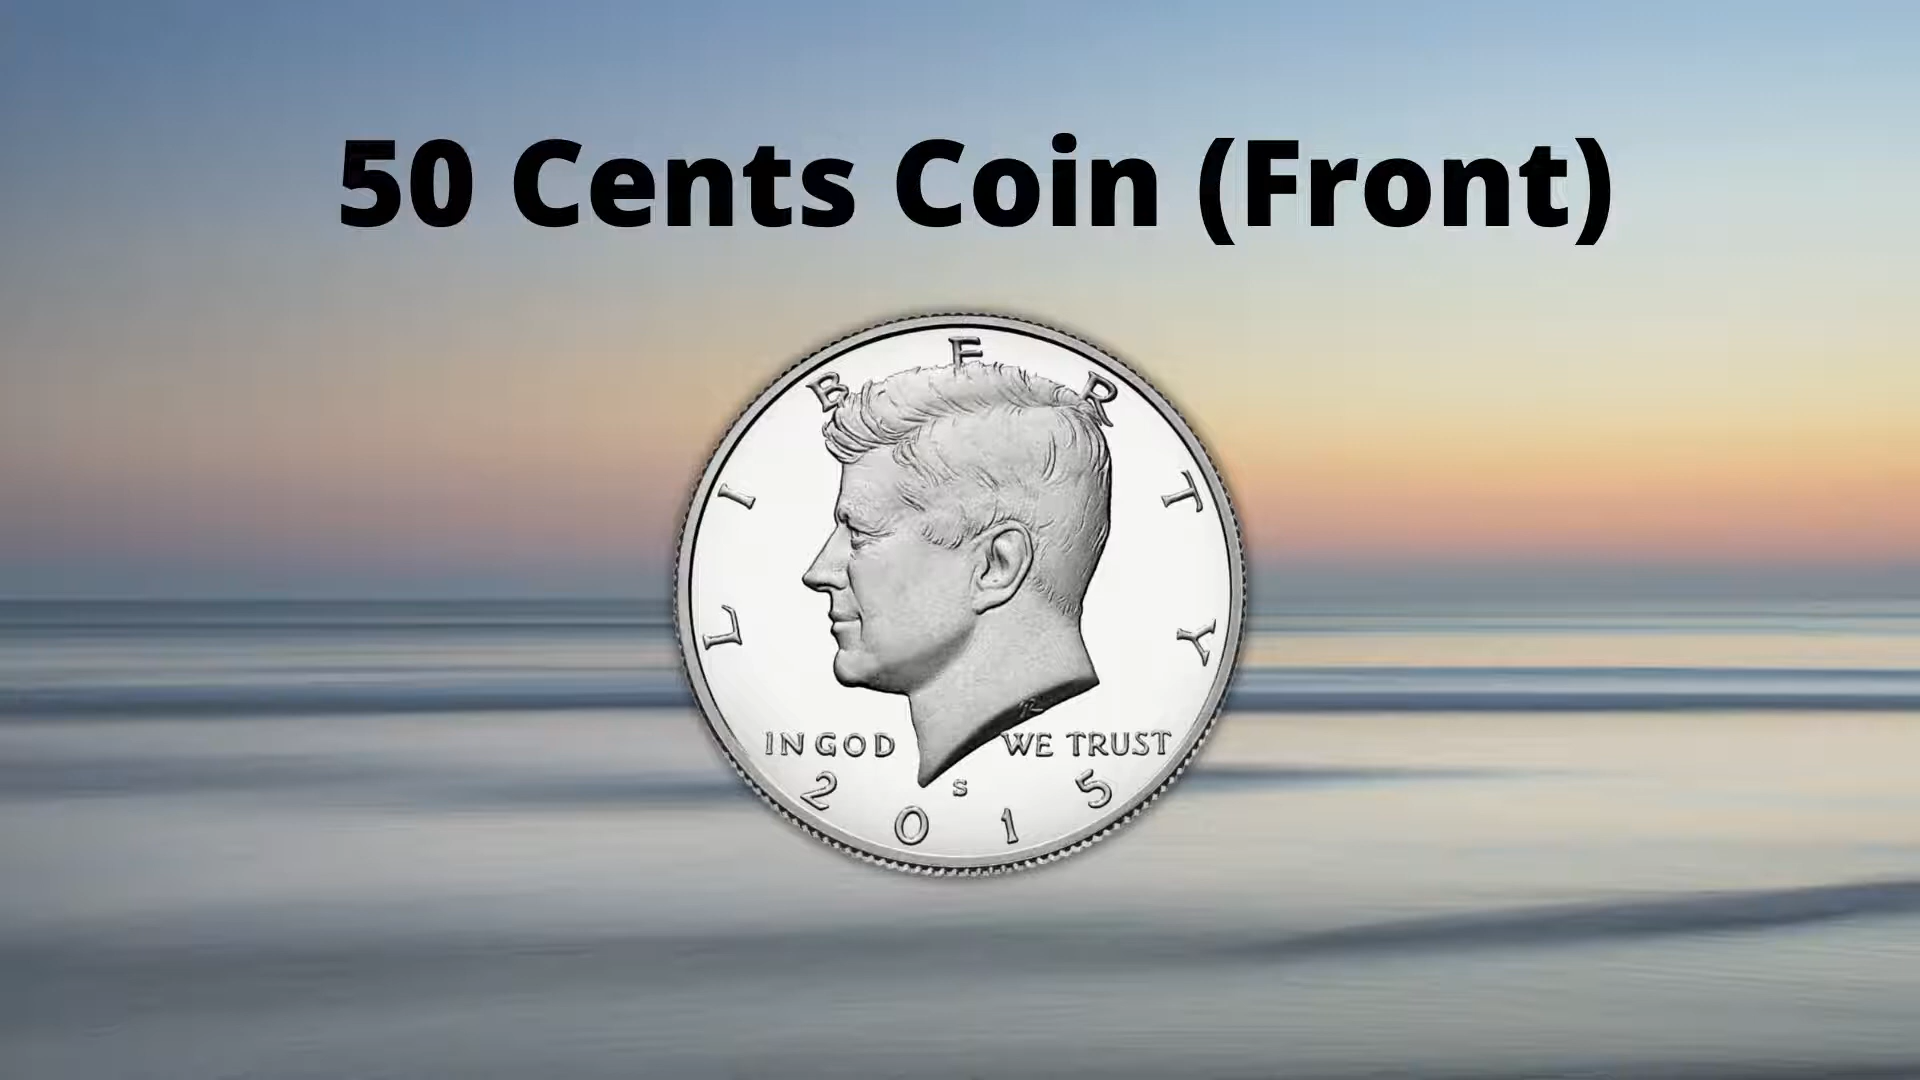 50 Cents Coin (Front)
LIBERTY
IN GOD WE TRUST
S
2015